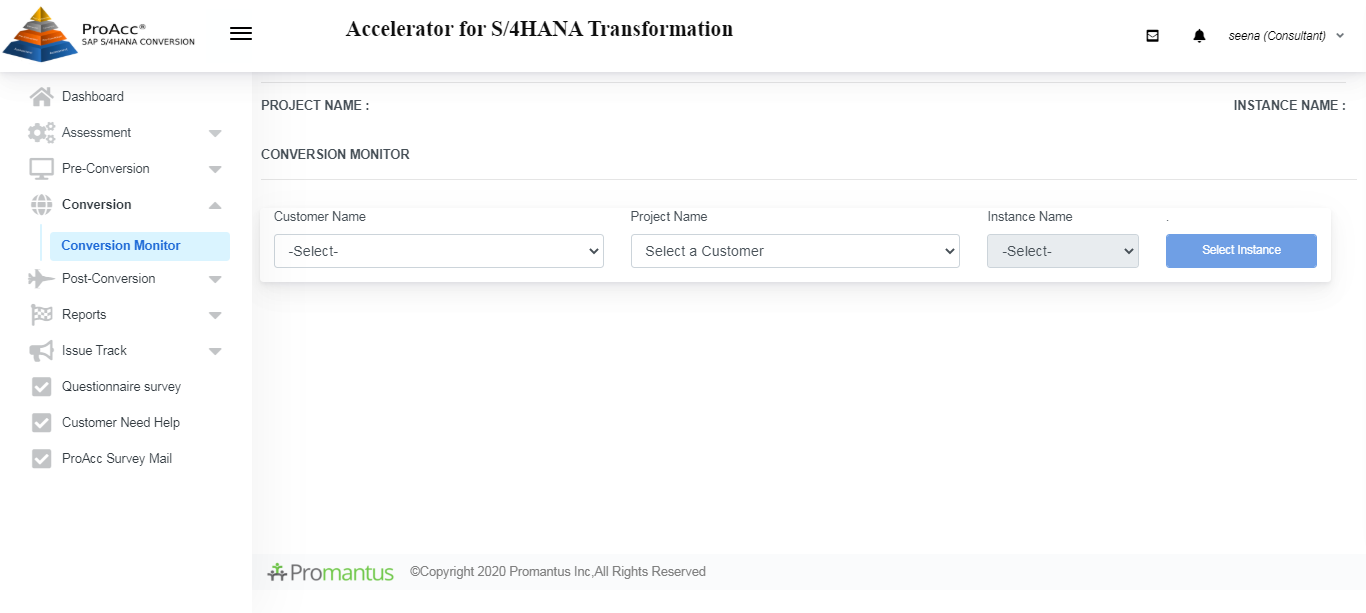 ProAcc®
SAP S/4HANA CONVERSION
Accelerator for S/4HANA Transformation
seena (Consultant)
Dashboard
Assessment
Pre-Conversion
Conversion
Conversion Monitor
Post-Conversion
Reports
Issue Track
Questionnaire survey
Customer Need Help
ProAcc Survey Mail
PROJECT NAME :
INSTANCE NAME :
CONVERSION MONITOR
Customer Name
Project Name
Instance Name
.
-Select-
Select a Customer
-Select-
Select Instance
Promantus
©Copyright 2020 Promantus Inc,All Rights Reserved